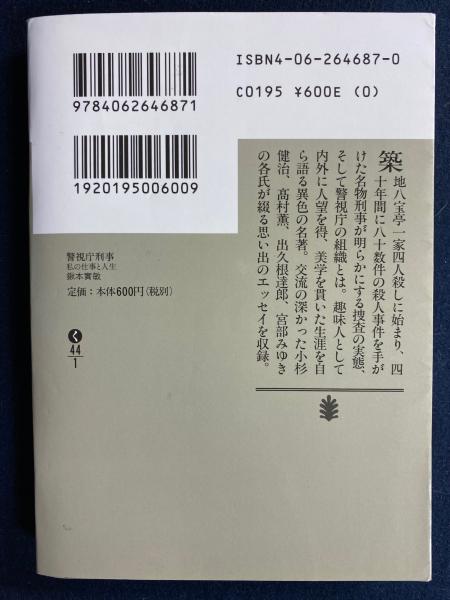 ISBN4-06-264687-0
C0195 ¥600E (0)
9784062646871
1920195006009
築地八宝亭一家四人殺しに始まり、四
十年間に八十数件の殺人事件を手が
けた名物刑事が明らかにする捜査の実態、
そして警視庁の組織とは。趣味人として
内外に人望を得、美学を貫いた生涯を自
ら語る異色の名著。交流の深かった小杉
健治、髙村薫、出久根達郎、宮部みゆき
の各氏が綴る思い出のエッセイを収録。
警視庁刑事
私の仕事と人生
鍬本實敏
定価：本体600円(税別)
く
44
1